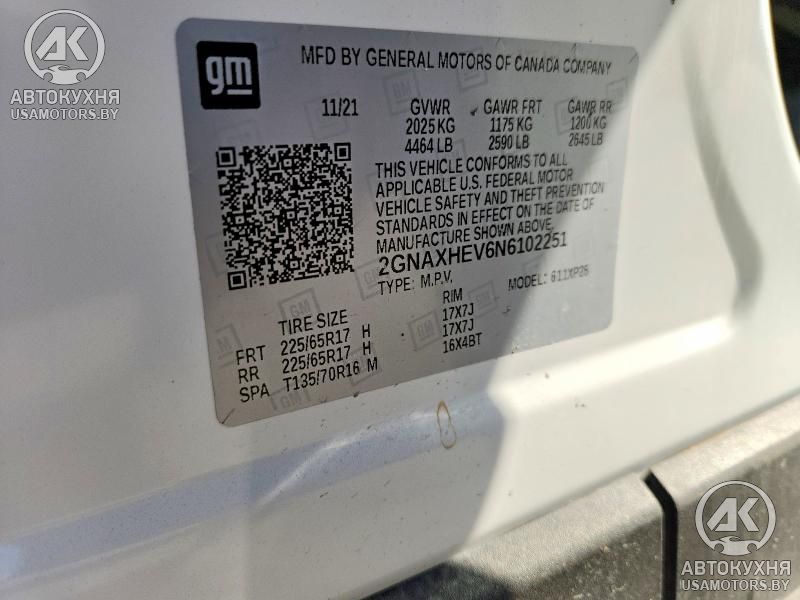 AK
АВТОКУХНЯ
USAMOTORS.BY
gm
MFD BY GENERAL MOTORS OF CANADA COMPANY
11/21 GVWR GAWR FRT GAWR RR
2025 KG 1175 KG 1200 KG
4464 LB 2590 LB 2645 LB
THIS VEHICLE CONFORMS TO ALL
APPLICABLE U.S. FEDERAL MOTOR
VEHICLE SAFETY AND THEFT PREVENTION
STANDARDS IN EFFECT ON THE DATE OF
MANUFACTURE SHOWN ABOVE.
2GNAXHEV6N6102251
TYPE: M.P.V. MODEL: 611XP26
TIRE SIZE RIM
FRT 225/65R17 H 17X7J
RR 225/65R17 H 17X7J
SPA T135/70R16 M 16X4BT
AK
АВТОКУХНЯ
USAMOTORS.BY